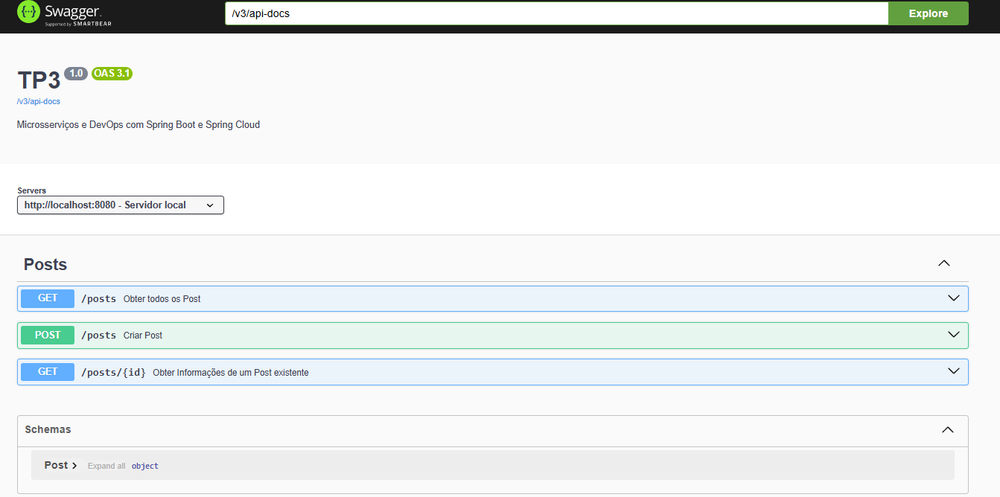 Swagger.
Supported by SMARTBEAR
/v3/api-docs
Explore
TP3 1.0 OAS 3.1
/v3/api-docs
Microsserviços e DevOps com Spring Boot e Spring Cloud
Servers
http://localhost:8080 - Servidor local
Posts
GET /posts Obter todos os Post
POST /posts Criar Post
GET /posts/{id} Obter Informações de um Post existente
Schemas
Post Expand all object